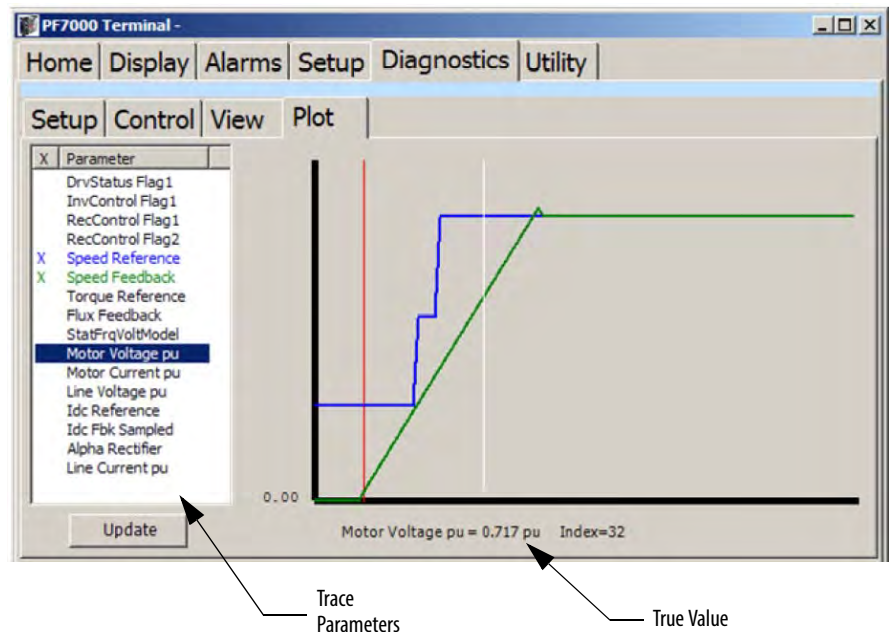 PF7000 Terminal -
Home Display Alarms Setup Diagnostics Utility
Setup Control View Plot
X Parameter
DrvStatus Flag1
InvControl Flag1
RecControl Flag1
RecControl Flag2
X Speed Reference
X Speed Feedback
Torque Reference
Flux Feedback
StatFrqVoltModel
Motor Voltage pu
Motor Current pu
Line Voltage pu
Idc Reference
Idc Fbk Sampled
Alpha Rectifier
Line Current pu
0.00
Update
Motor Voltage pu = 0.717 pu Index=32
Trace
Parameters
True Value